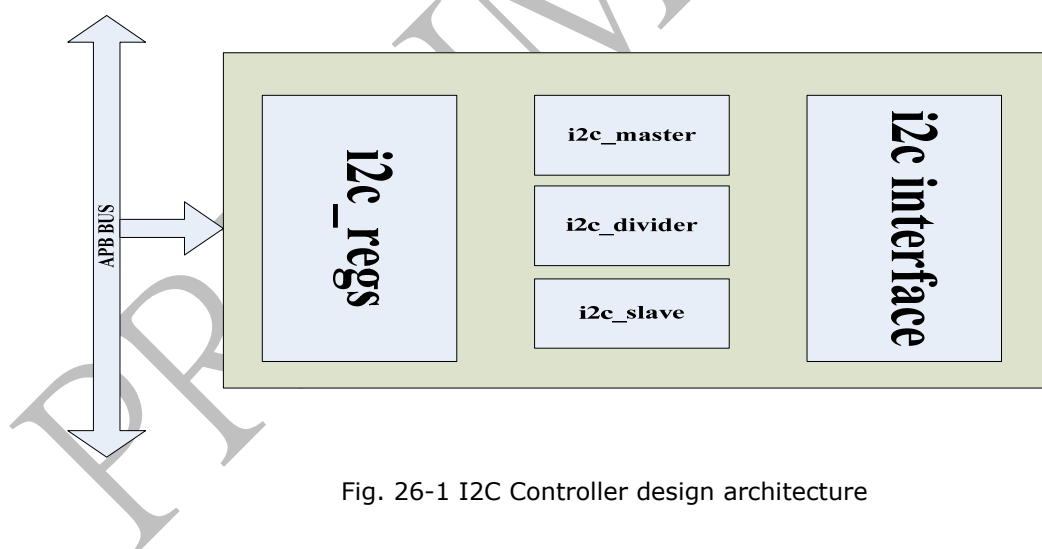 APB BUS
i2c_regs
i2c_master
i2c_divider
i2c_slave
i2c interface
Fig. 26-1 I2C Controller design architecture